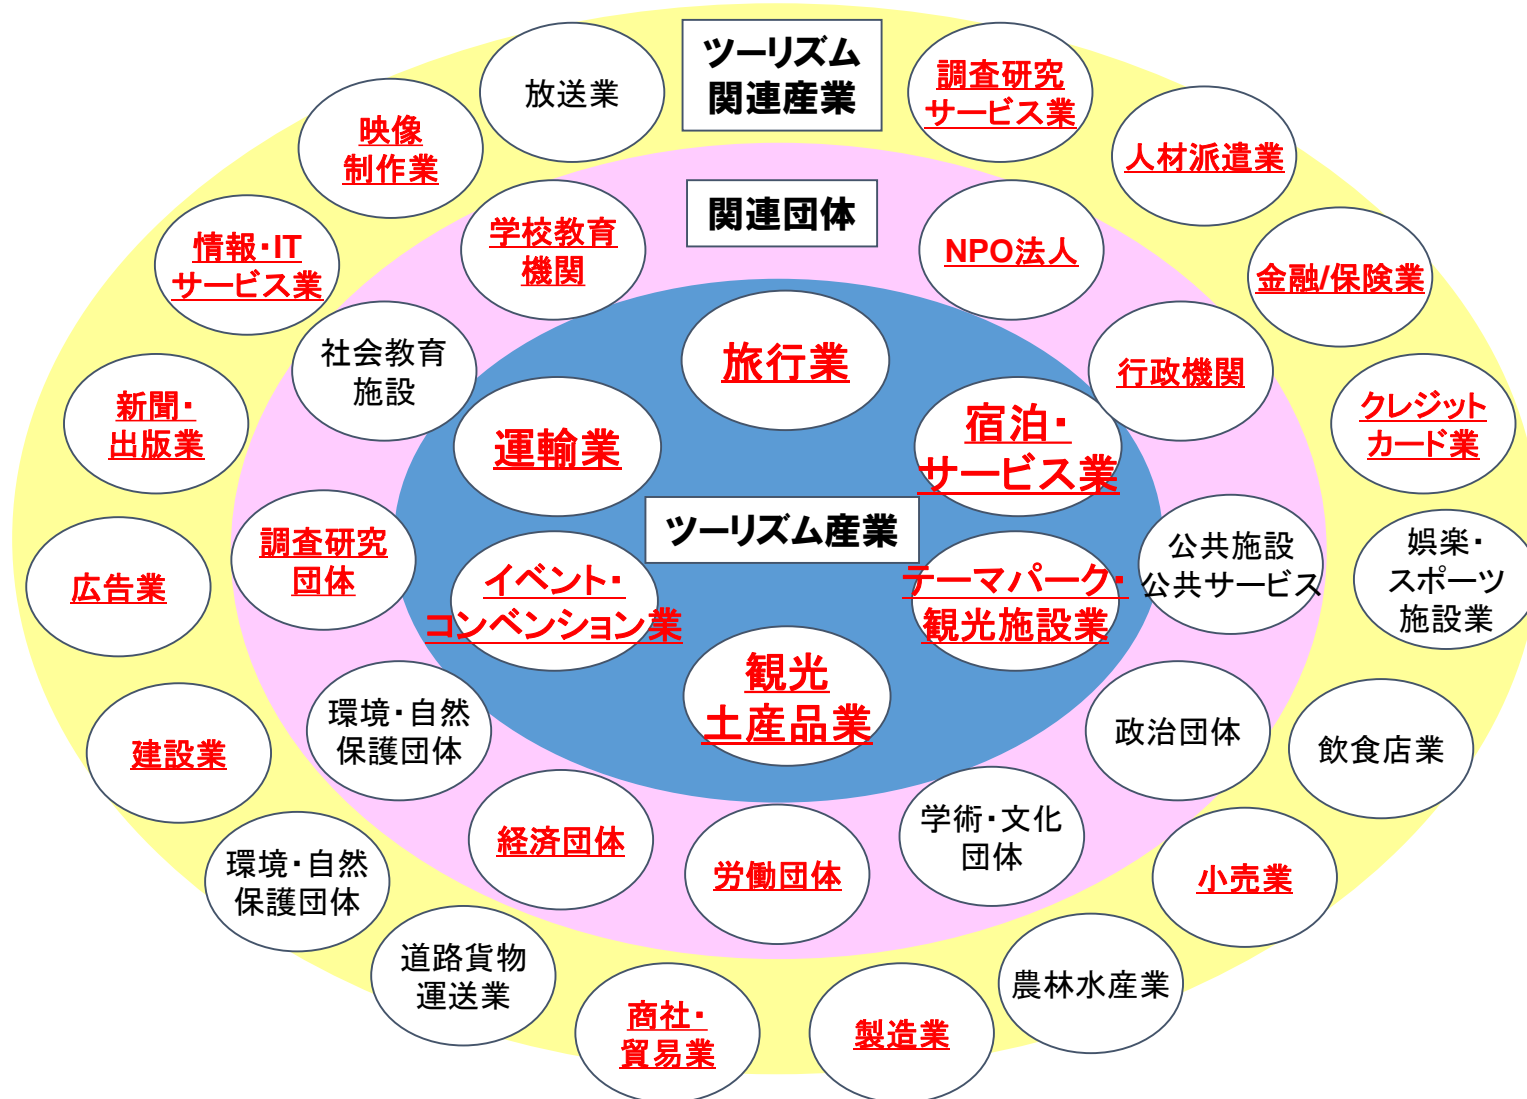 ツーリズム
関連産業
放送業
調査研究
サービス業
映像
制作業
人材派遣業
情報・IT
サービス業
金融/保険業
新聞・
出版業
クレジット
カード業
広告業
娯楽・
スポーツ
施設業
建設業
飲食店業
環境・自然
保護団体
小売業
道路貨物
運送業
農林水産業
商社・
貿易業
製造業
関連団体
学校教育
機関
NPO法人
社会教育
施設
行政機関
調査研究
団体
公共施設
公共サービス
環境・自然
保護団体
政治団体
経済団体
学術・文化
団体
労働団体
旅行業
運輸業
宿泊・
サービス業
ツーリズム産業
イベント・
コンベンション業
テーマパーク・
観光施設業
観光
土産品業